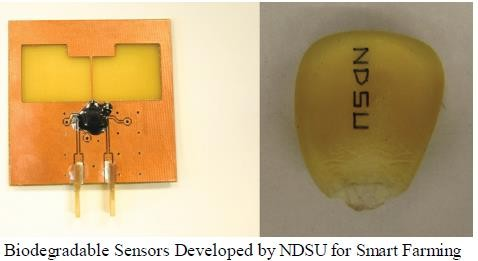 NDSU
Biodegradable Sensors Developed by NDSU for Smart Farming